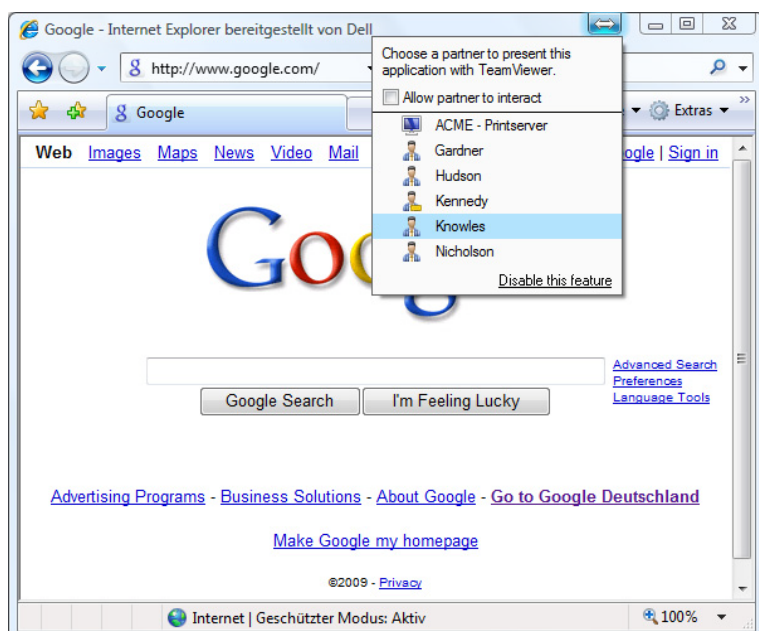 Google - Internet Explorer bereitgestellt von Dell
http://www.google.com/
Google
Extras
Choose a partner to present this
application with TeamViewer.
Allow partner to interact
ACME - Printserver
Gardner
Hudson
Kennedy
Knowles
Nicholson
Disable this feature
Web Images Maps News Video Mail
ogle | Sign in
Goo
Advanced Search
Preferences
Language Tools
Google Search I'm Feeling Lucky
Advertising Programs - Business Solutions - About Google - Go to Google Deutschland
Make Google my homepage
©2009 - Privacy
Internet | Geschützter Modus: Aktiv 100%